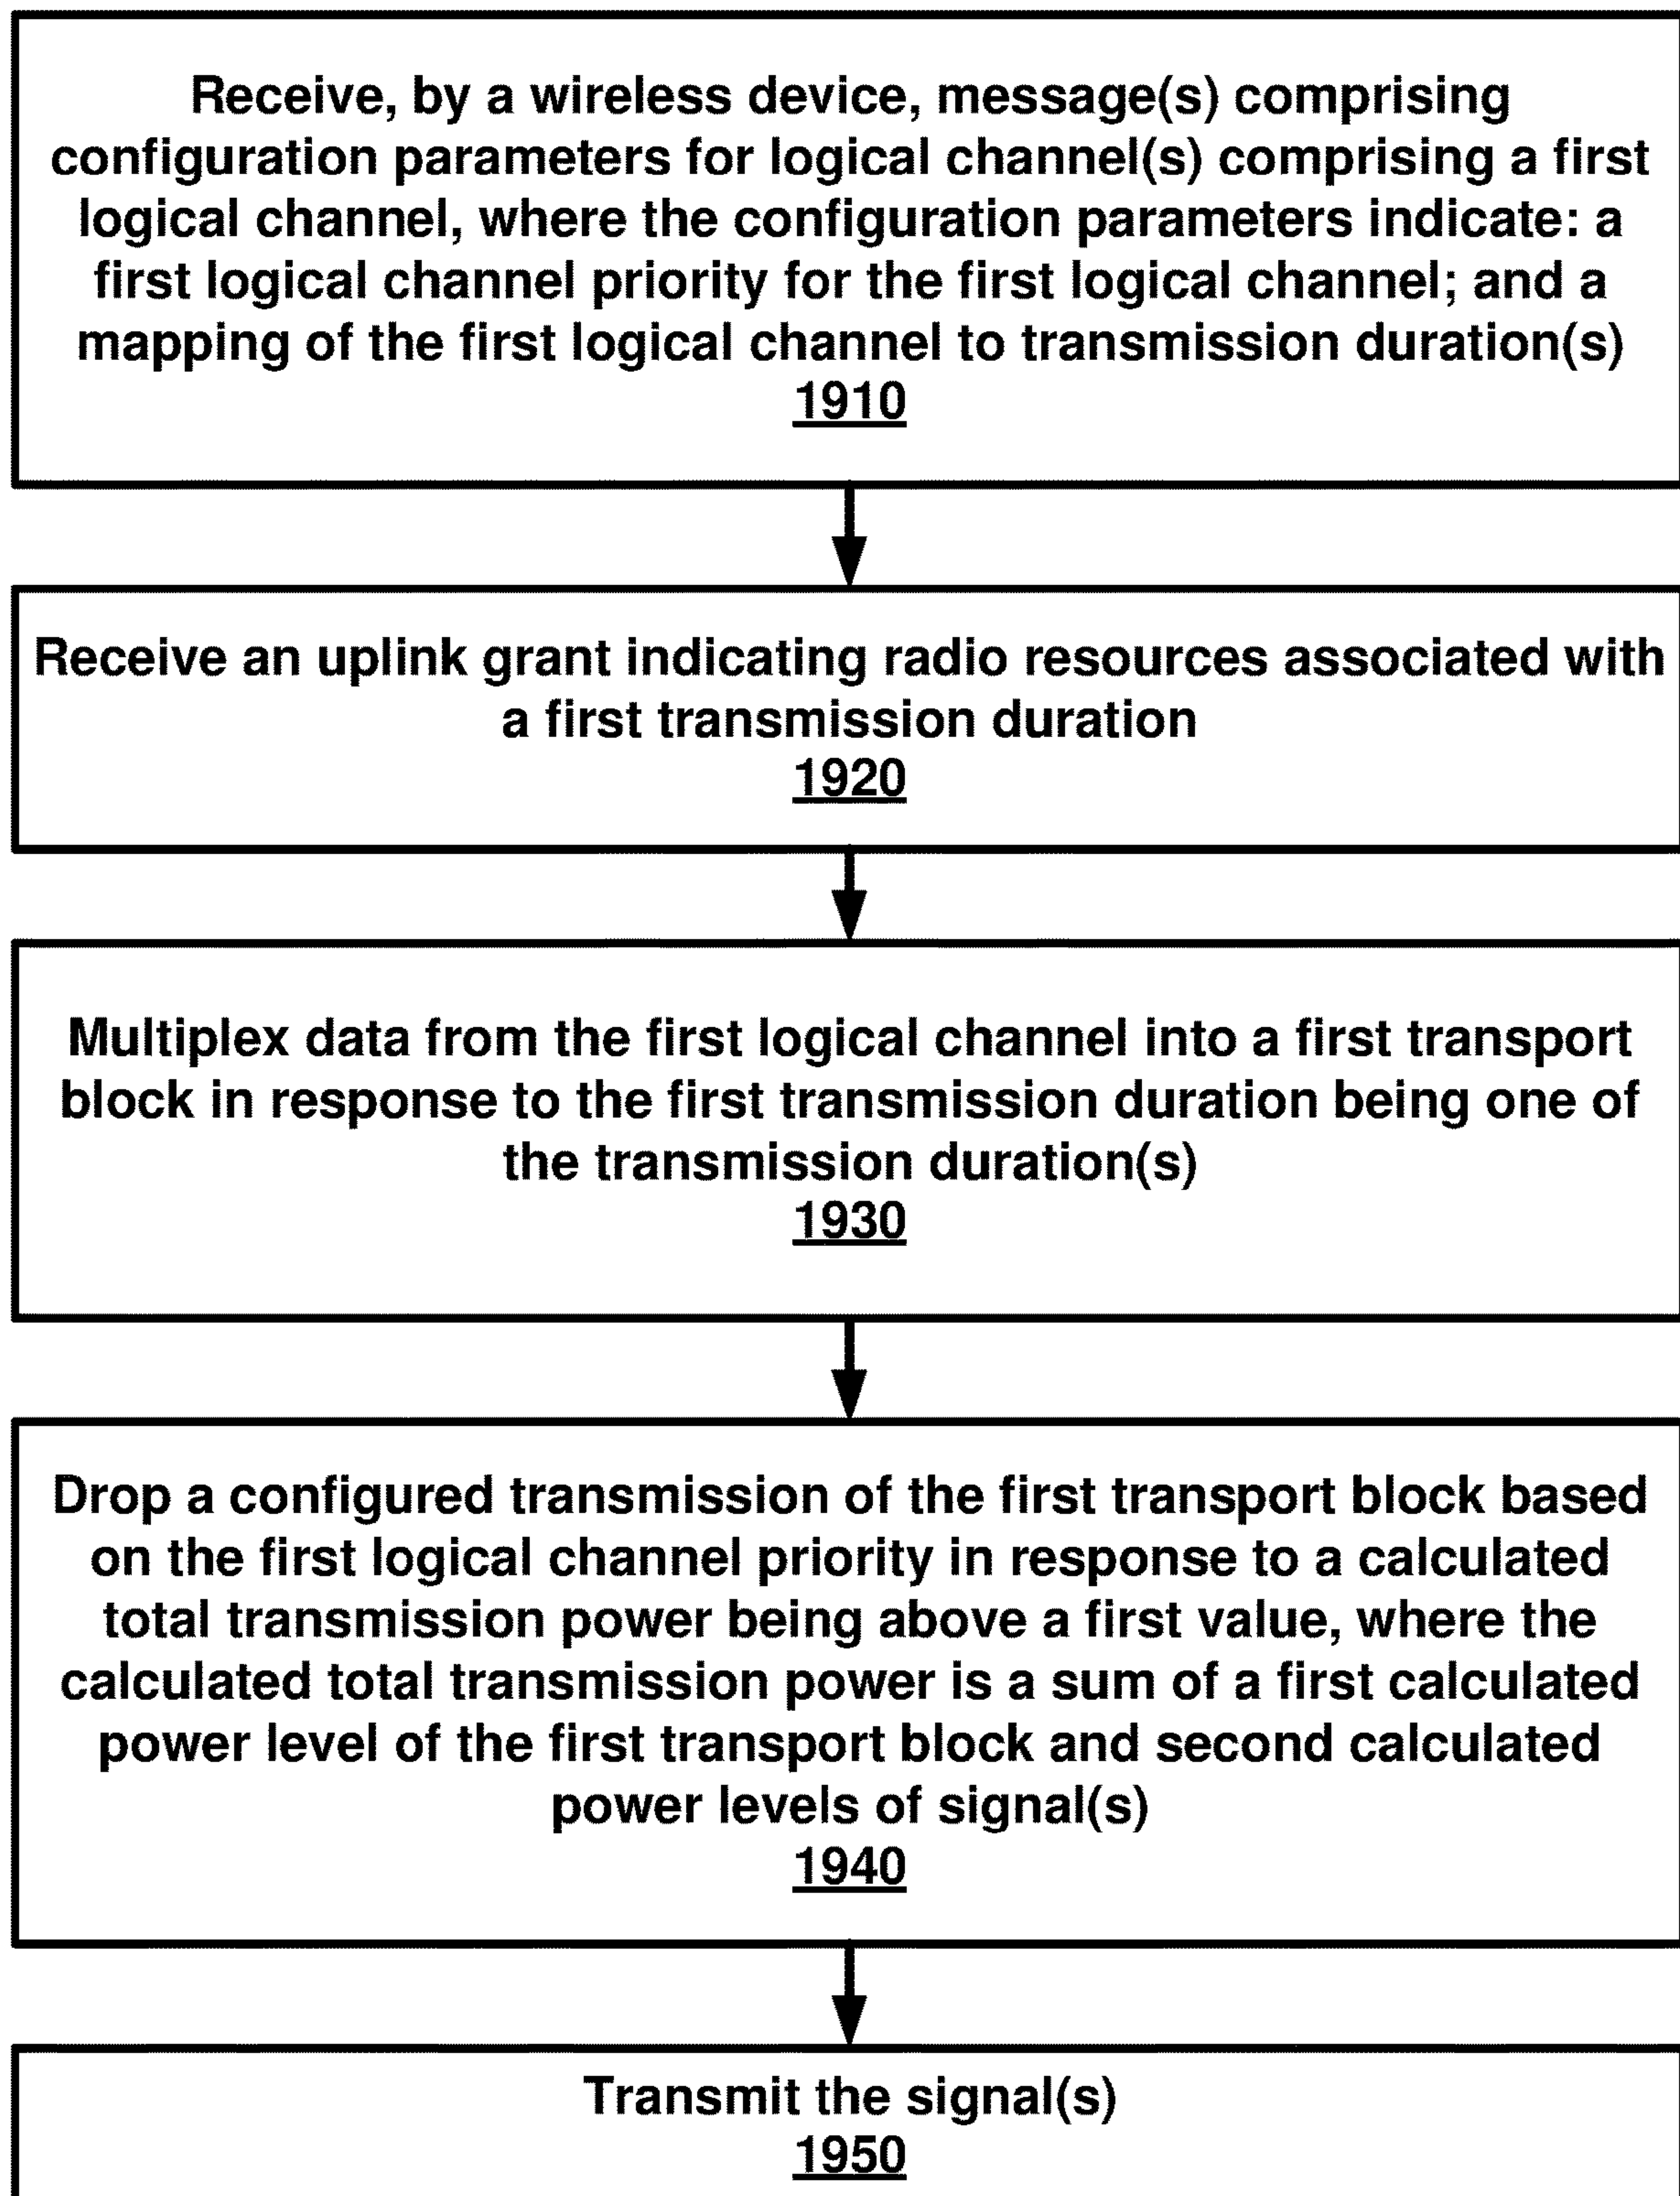 Receive, by a wireless device, message(s) comprising
configuration parameters for logical channel(s) comprising a first
logical channel, where the configuration parameters indicate: a
first logical channel priority for the first logical channel; and a
mapping of the first logical channel to transmission duration(s)
1910
Receive an uplink grant indicating radio resources associated with
a first transmission duration
1920
Multiplex data from the first logical channel into a first transport
block in response to the first transmission duration being one of
the transmission duration(s)
1930
Drop a configured transmission of the first transport block based
on the first logical channel priority in response to a calculated
total transmission power being above a first value, where the
calculated total transmission power is a sum of a first calculated
power level of the first transport block and second calculated
power levels of signal(s)
1940
Transmit the signal(s)
1950